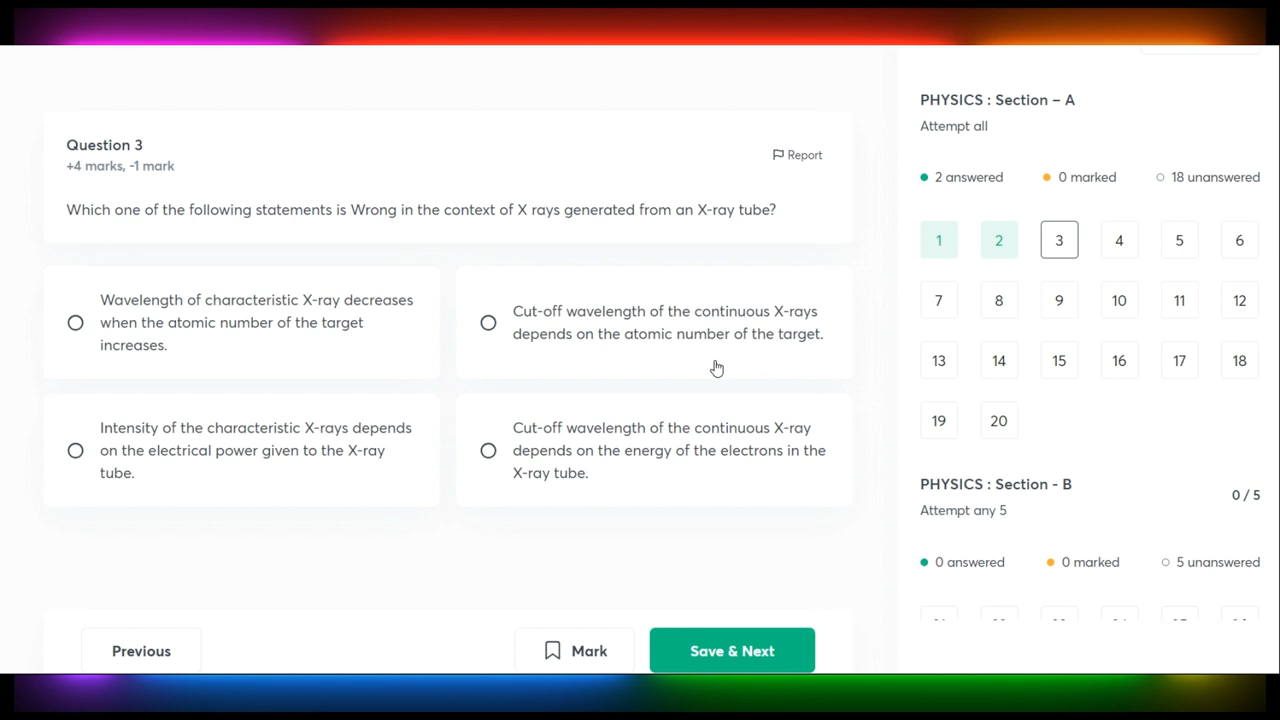 Question 3
+4 marks, -1 mark
Report
Which one of the following statements is Wrong in the context of X rays generated from an X-ray tube?
Wavelength of characteristic X-ray decreases
when the atomic number of the target
increases.
Cut-off wavelength of the continuous X-rays
depends on the atomic number of the target.
Intensity of the characteristic X-rays depends
on the electrical power given to the X-ray
tube.
Cut-off wavelength of the continuous X-ray
depends on the energy of the electrons in the
X-ray tube.
Previous
Mark
Save & Next
PHYSICS : Section – A
Attempt all
2 answered 0 marked 18 unanswered
1 2 3 4 5 6
7 8 9 10 11 12
13 14 15 16 17 18
19 20
PHYSICS : Section - B
0 / 5
Attempt any 5
0 answered 0 marked 5 unanswered